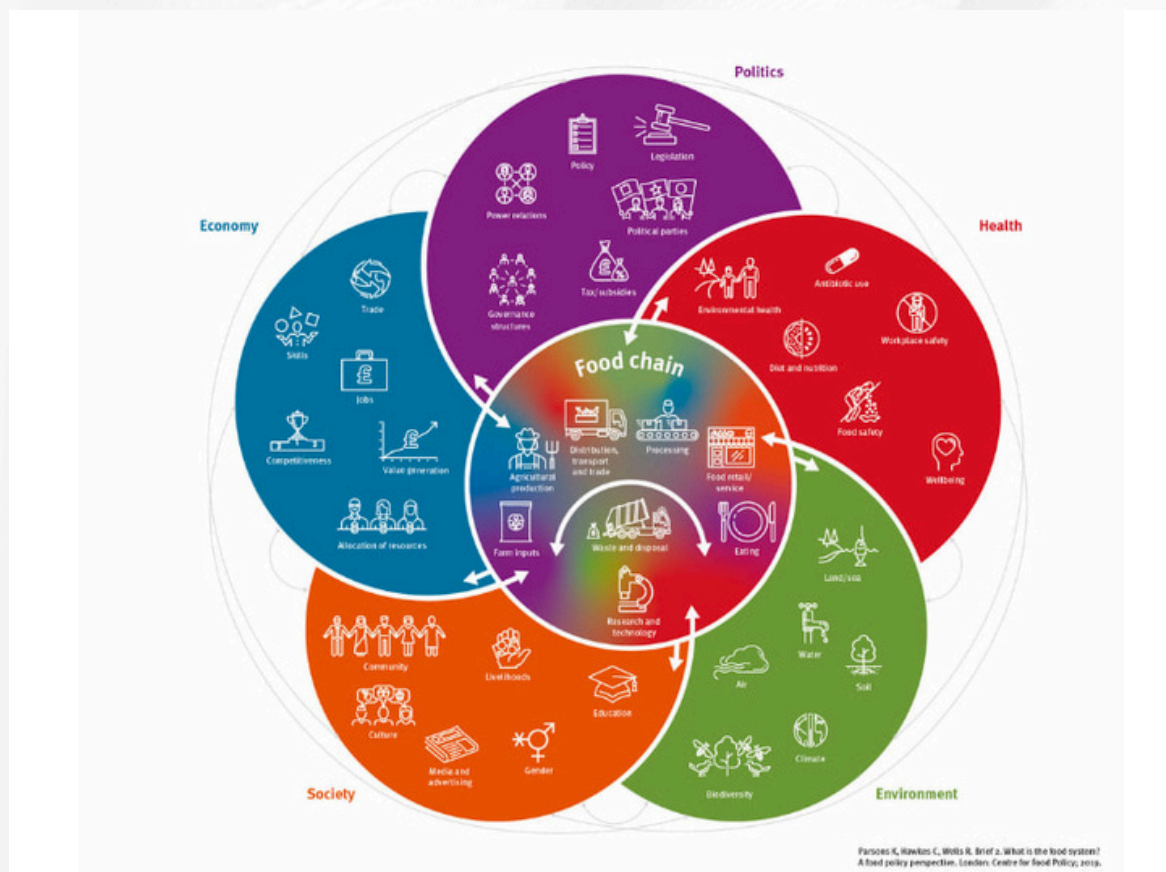 Politics
Policy
Legislation
Power relations
Political parties
Tax/subsidies
Governance
structures
Economy
Trade
Skills
Jobs
Competitiveness
Value generation
Allocation of resources
Health
Environmental health
Antibiotic use
Workplace safety
Diet and nutrition
Food safety
Wellbeing
Food chain
Agricultural
production
Distribution,
transport
and trade
Processing
Food retail/
service
Farm inputs
Waste and disposal
Eating
Research and
technology
Society
Community
Livelihoods
Education
Culture
Media and
advertising
Gender
Environment
Land/sea
Water
Air
Soil
Climate
Biodiversity
Parsons K, Hawkes C, Wells R. Brief 2. What is the food system?
A food policy perspective. London: Centre for Food Policy; 2019.